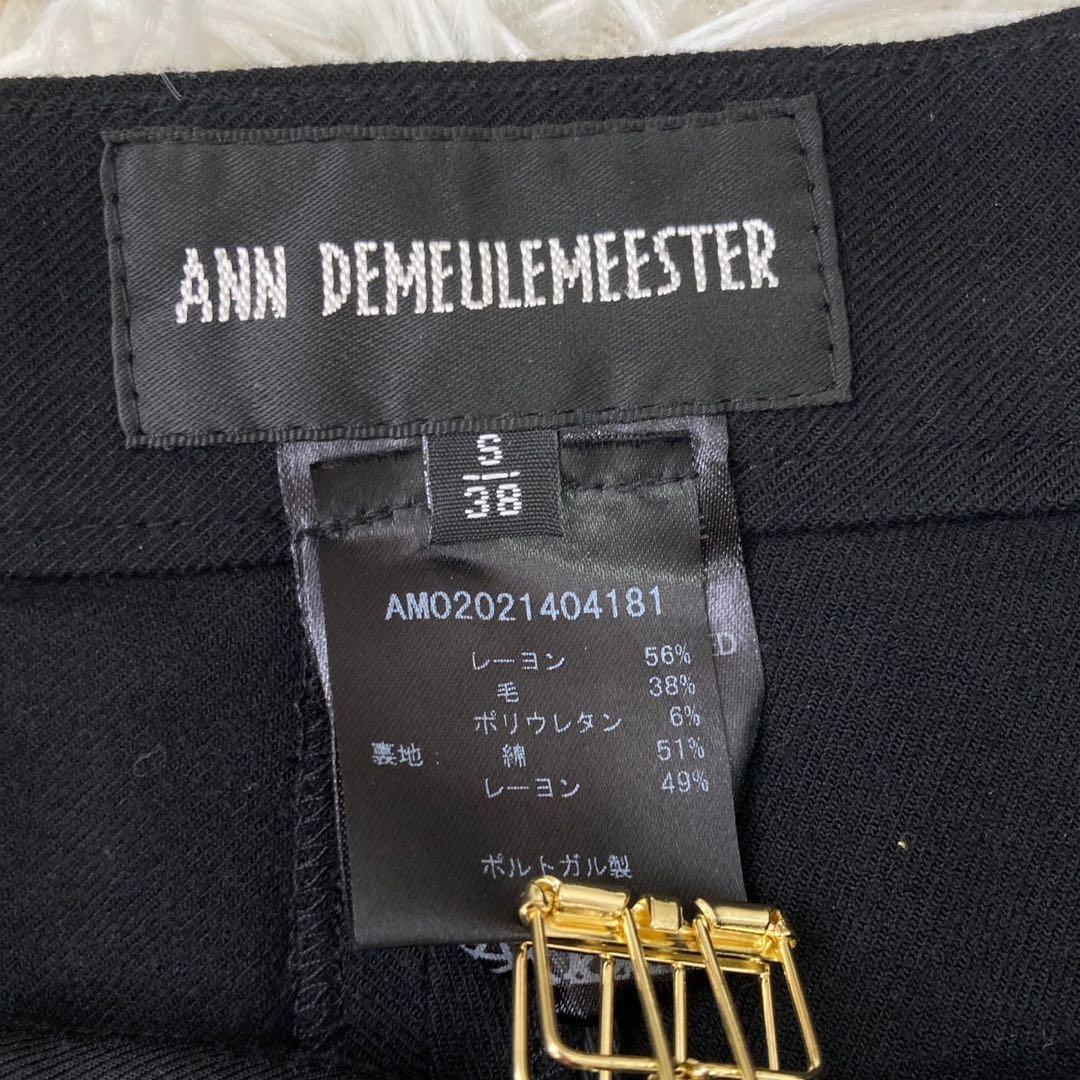 ANN DEMEULEMEESTER
S
38
AM02021404181
レーヨン 56%
毛 38%
ポリウレタン 6%
裏地: 綿 51%
レーヨン 49%
ポルトガル製
D